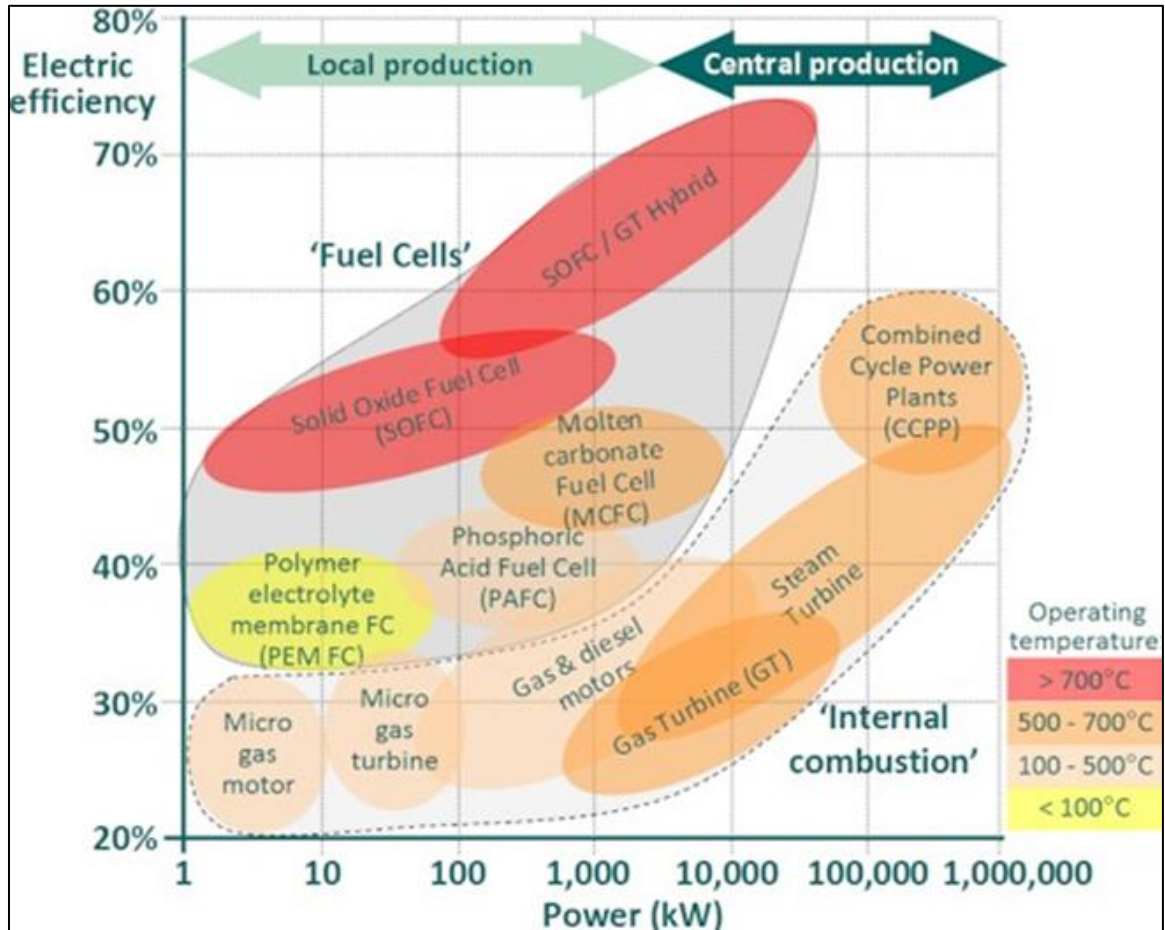 80%
Electric
efficiency
Local production
Central production
70%
SOFC / GT Hybrid
'Fuel Cells'
60%
Combined
Cycle Power
Plants
(CCPP)
Solid Oxide Fuel Cell
(SOFC)
50%
Molten
carbonate
Fuel Cell
(MCFC)
Phosphoric
Acid Fuel Cell
(PAFC)
40%
Polymer
electrolyte
membrane FC
(PEM FC)
Steam
Turbine
Gas & diesel
motors
Gas Turbine (GT)
30%
Micro
gas
motor
Micro
gas
turbine
'Internal
combustion'
Operating
temperature
> 700°C
500 - 700°C
100 - 500°C
< 100°C
20%
1
10
100
1,000
10,000
100,000
1,000,000
Power (kW)